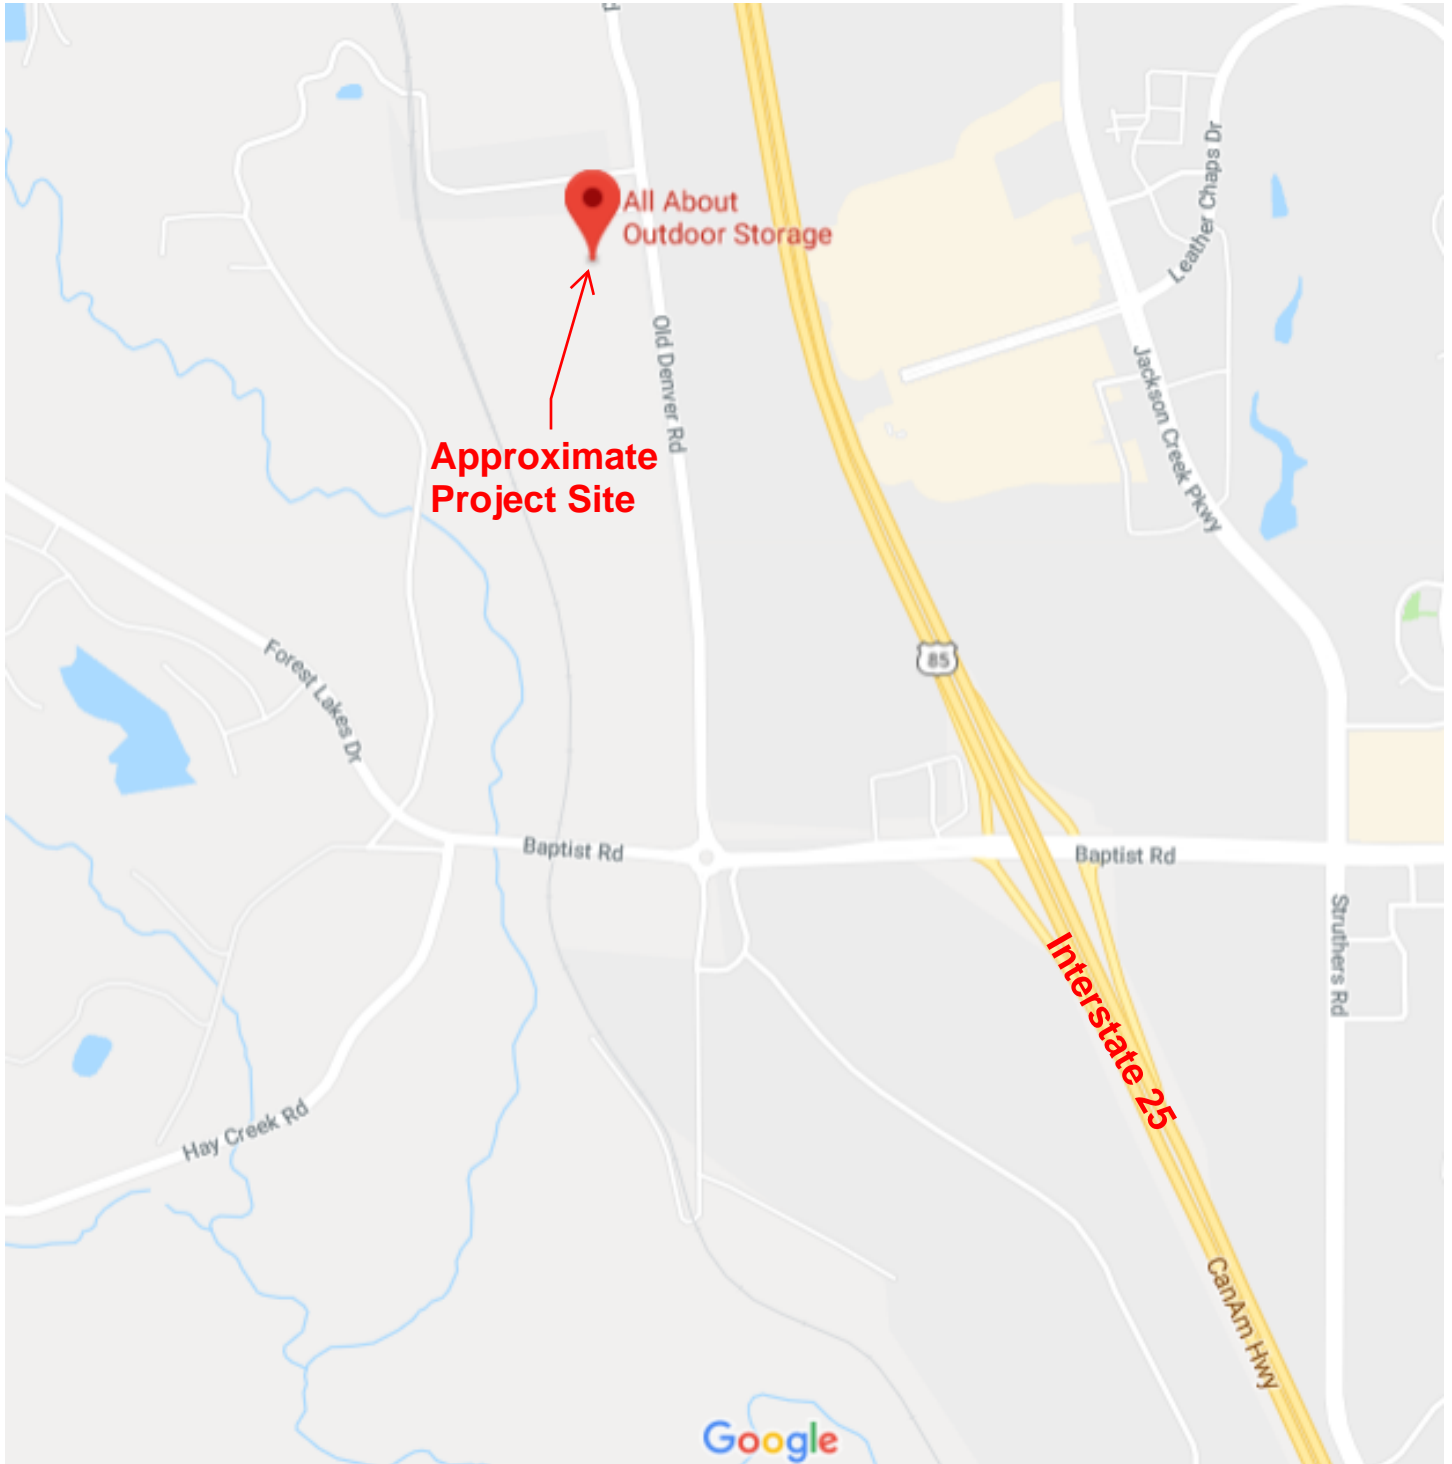 All About
Outdoor Storage
Leather Chaps Dr
Old Denver Rd
Jackson Creek Pkwy
Approximate
Project Site
85
Forest Lakes Dr
Baptist Rd
Baptist Rd
Struthers Rd
Interstate 25
Hay Creek Rd
CanAm Hwy
Google